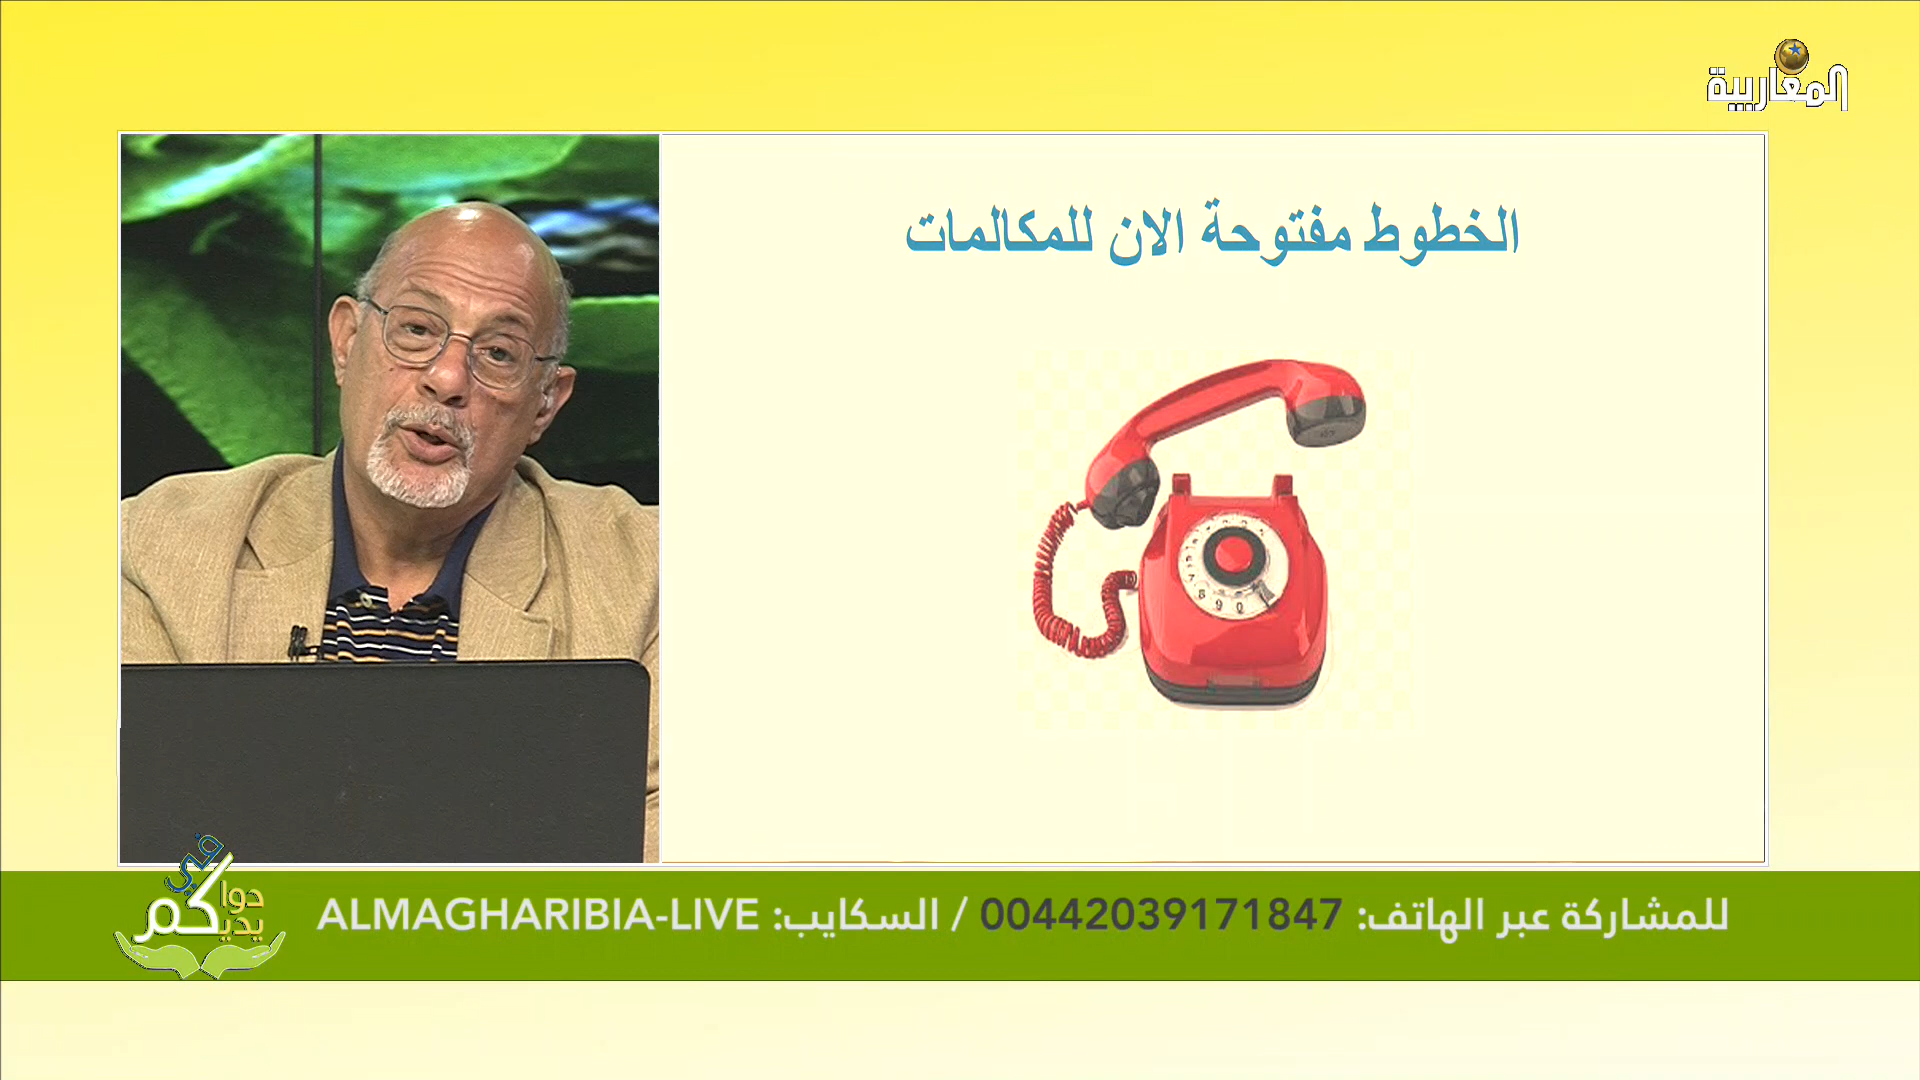 المغاربية
الخطوط مفتوحة الان للمكالمات
للمشاركة عبر الهاتف: 00442039171847 / السكايب: ALMAGHARIBIA-LIVE
دواكم في يديكم